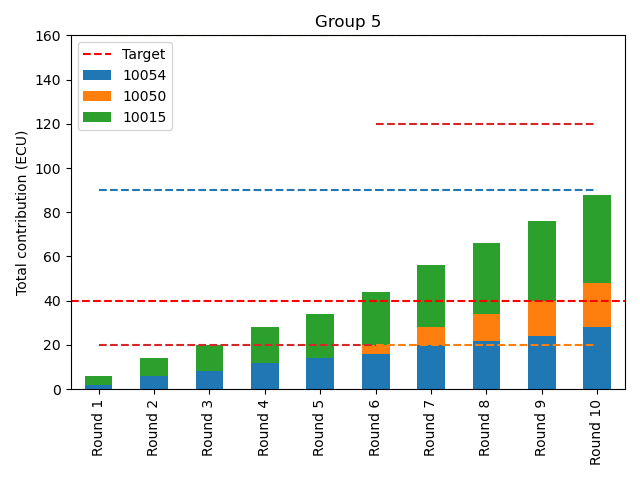 Group 5
Total contribution (ECU)
160
140
120
100
80
60
40
20
0
Target
10054
10050
10015
Round 1
Round 2
Round 3
Round 4
Round 5
Round 6
Round 7
Round 8
Round 9
Round 10